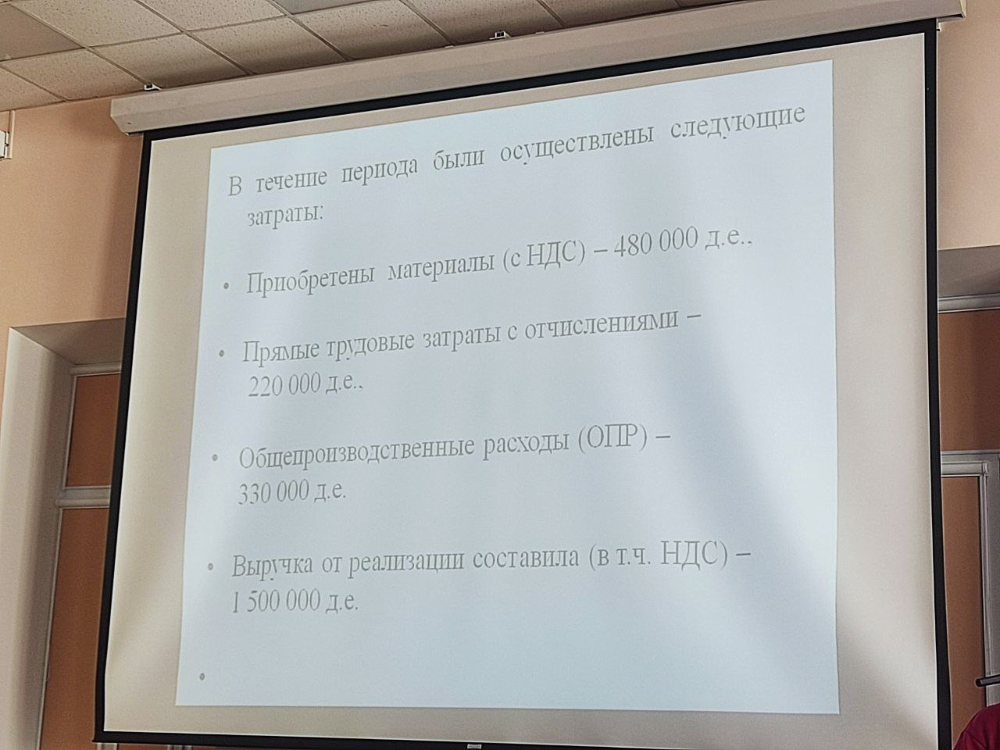 В течение периода были осуществлены следующие
затраты:
• Приобретены материалы (с НДС) – 480 000 д.е.,
• Прямые трудовые затраты с отчислениями –
220 000 д.е.,
• Общепроизводственные расходы (ОПР) –
330 000 д.е.
• Выручка от реализации составила (в т.ч. НДС) –
1 500 000 д.е.
•